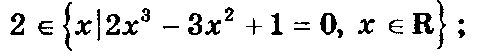 2 ∈ {x|2x³ − 3x² + 1 = 0, x ∈ R};